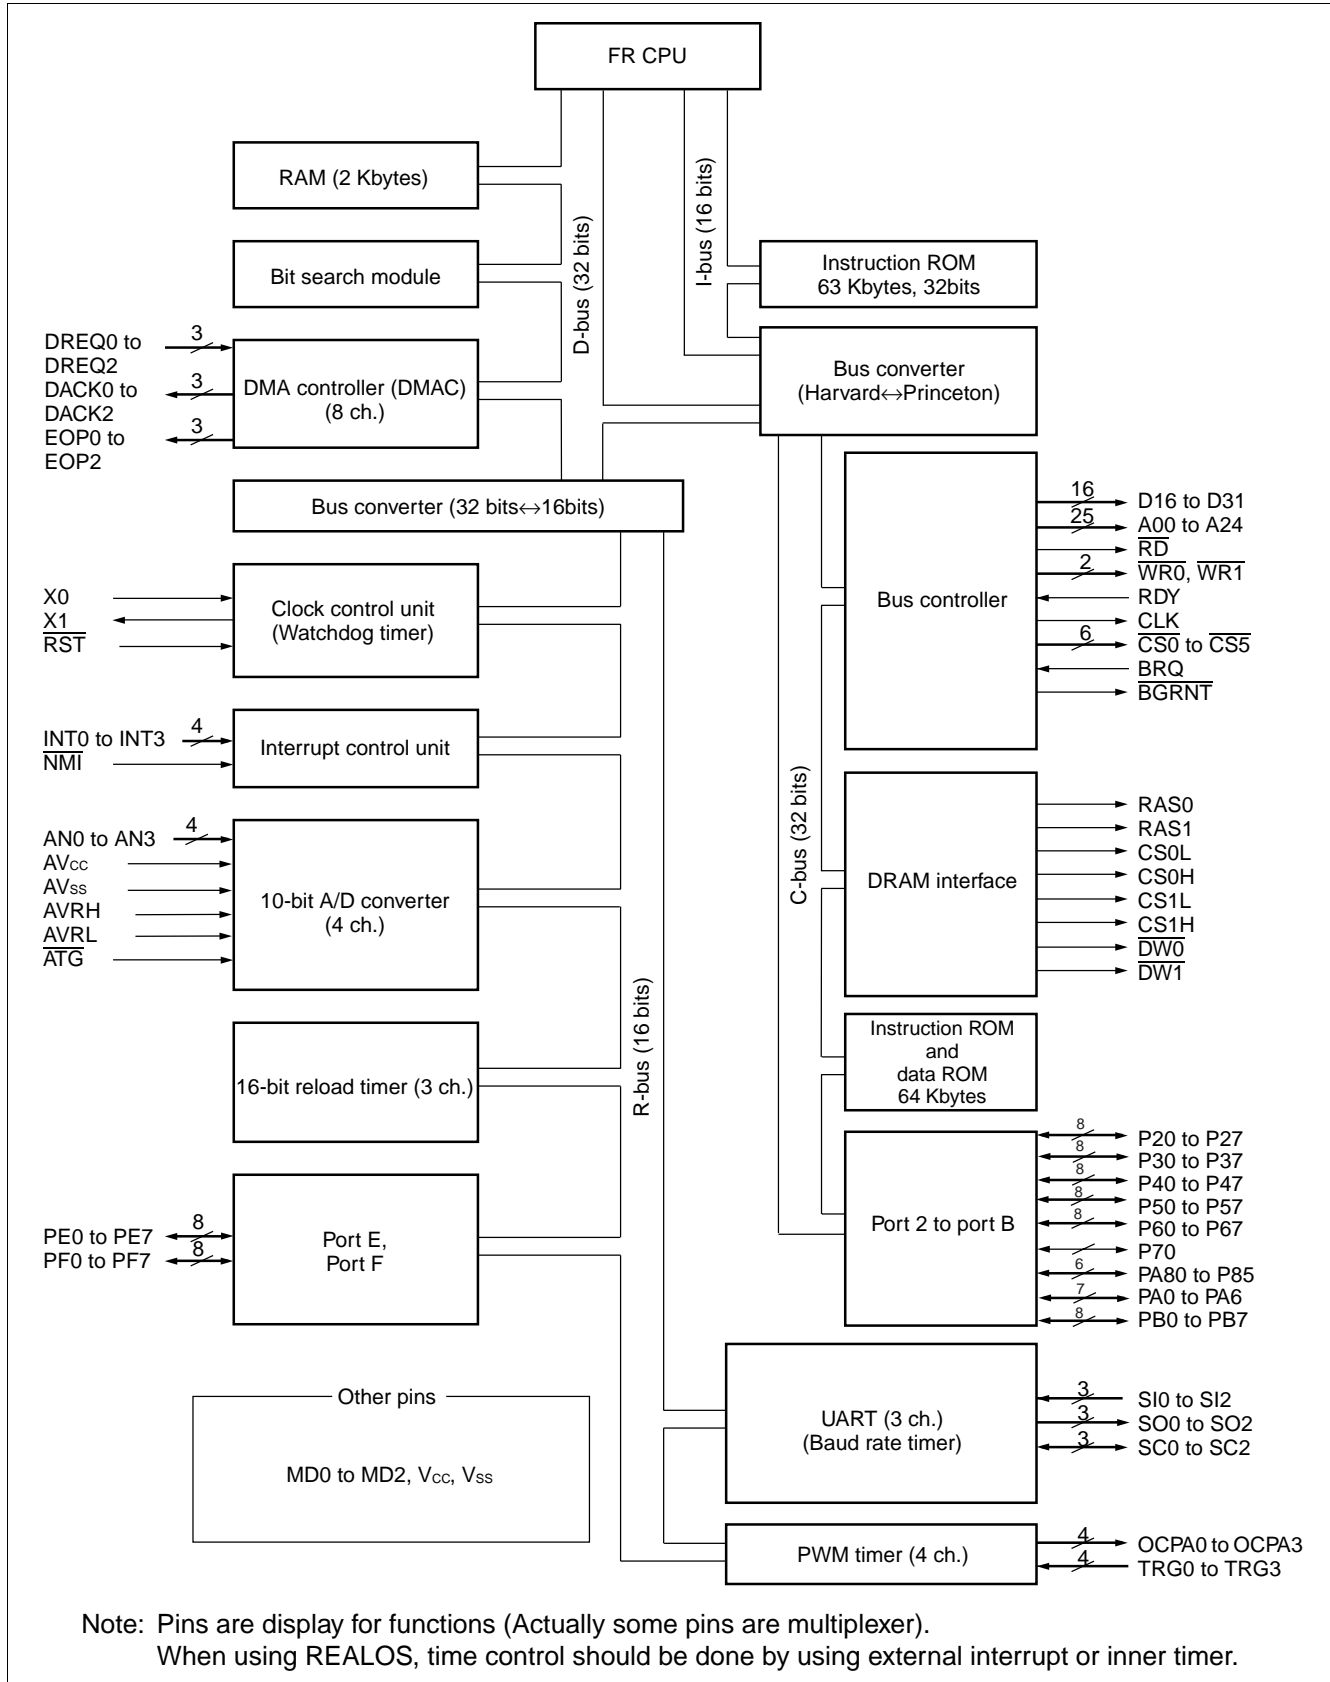 FR CPU
RAM (2 Kbytes)
Bit search module
D-bus (32 bits)
I-bus (16 bits)
Instruction ROM
63 Kbytes, 32bits
DREQ0 to
DREQ2
DACK0 to
DACK2
EOP0 to
EOP2
3
3
3
DMA controller (DMAC)
(8 ch.)
Bus converter
(Harvard↔Princeton)
Bus converter (32 bits↔16bits)
X0
X1
R̅S̅T̅
Clock control unit
(Watchdog timer)
Bus controller
16
D16 to D31
25
A00 to A24
R̅D̅
2
W̅R̅0̅, W̅R̅1̅
RDY
CLK
6
C̅S̅0̅ to C̅S̅5̅
BRQ
B̅G̅R̅N̅T̅
INT0 to INT3
4
N̅M̅I̅
Interrupt control unit
C-bus (32 bits)
AN0 to AN3
4
AVCC
AVSS
AVRH
AVRL
A̅T̅G̅
10-bit A/D converter
(4 ch.)
DRAM interface
RAS0
RAS1
CS0L
CS0H
CS1L
CS1H
D̅W̅0̅
D̅W̅1̅
R-bus (16 bits)
Instruction ROM
and
data ROM
64 Kbytes
16-bit reload timer (3 ch.)
PE0 to PE7
8
PF0 to PF7
8
Port E,
Port F
Port 2 to port B
8
P20 to P27
8
P30 to P37
8
P40 to P47
8
P50 to P57
8
P60 to P67
P70
6
PA80 to P85
7
PA0 to PA6
8
PB0 to PB7
Other pins
MD0 to MD2, VCC, VSS
UART (3 ch.)
(Baud rate timer)
3
SI0 to SI2
3
SO0 to SO2
3
SC0 to SC2
PWM timer (4 ch.)
4
OCPA0 to OCPA3
4
TRG0 to TRG3
Note: Pins are display for functions (Actually some pins are multiplexer).
When using REALOS, time control should be done by using external interrupt or inner timer.